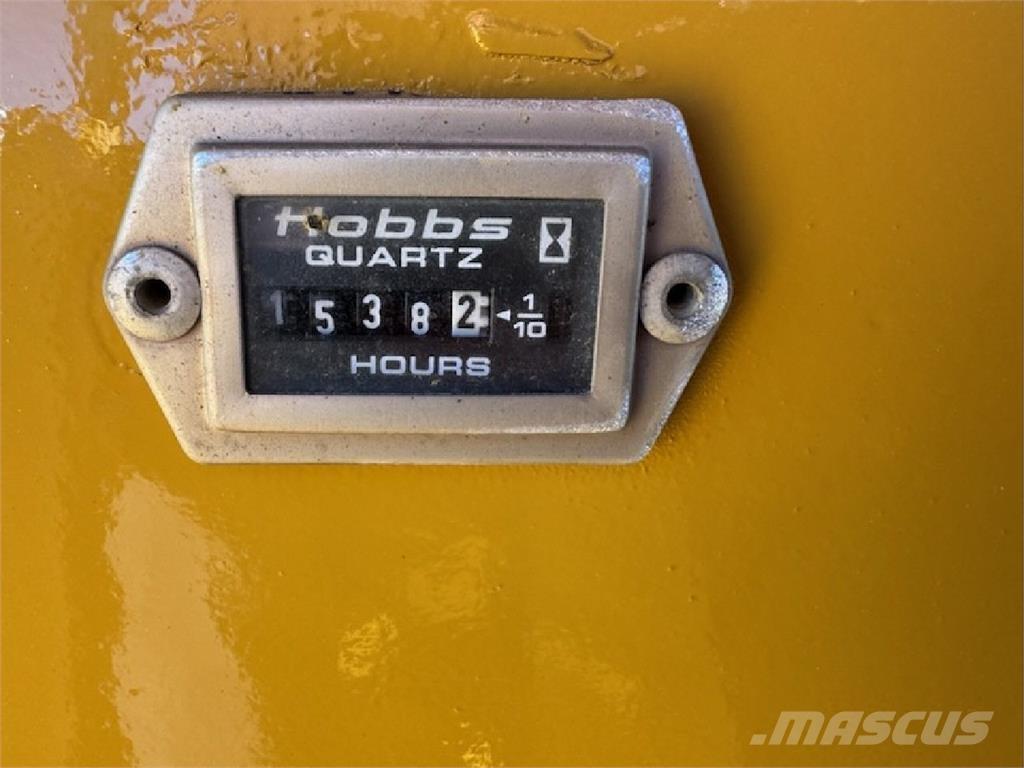 Hobbs
QUARTZ
1 5 3 8 2 ◄ 1/10
HOURS
MASCUS